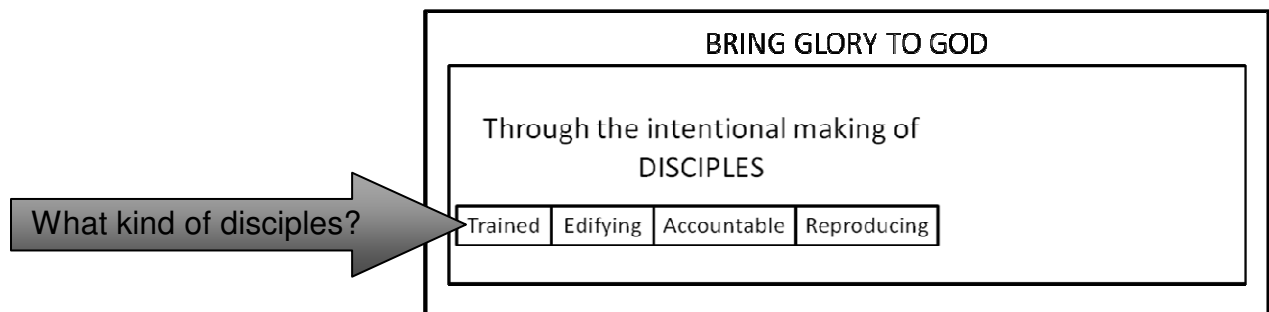 BRING GLORY TO GOD
Through the intentional making of
DISCIPLES
What kind of disciples?
Trained Edifying Accountable Reproducing